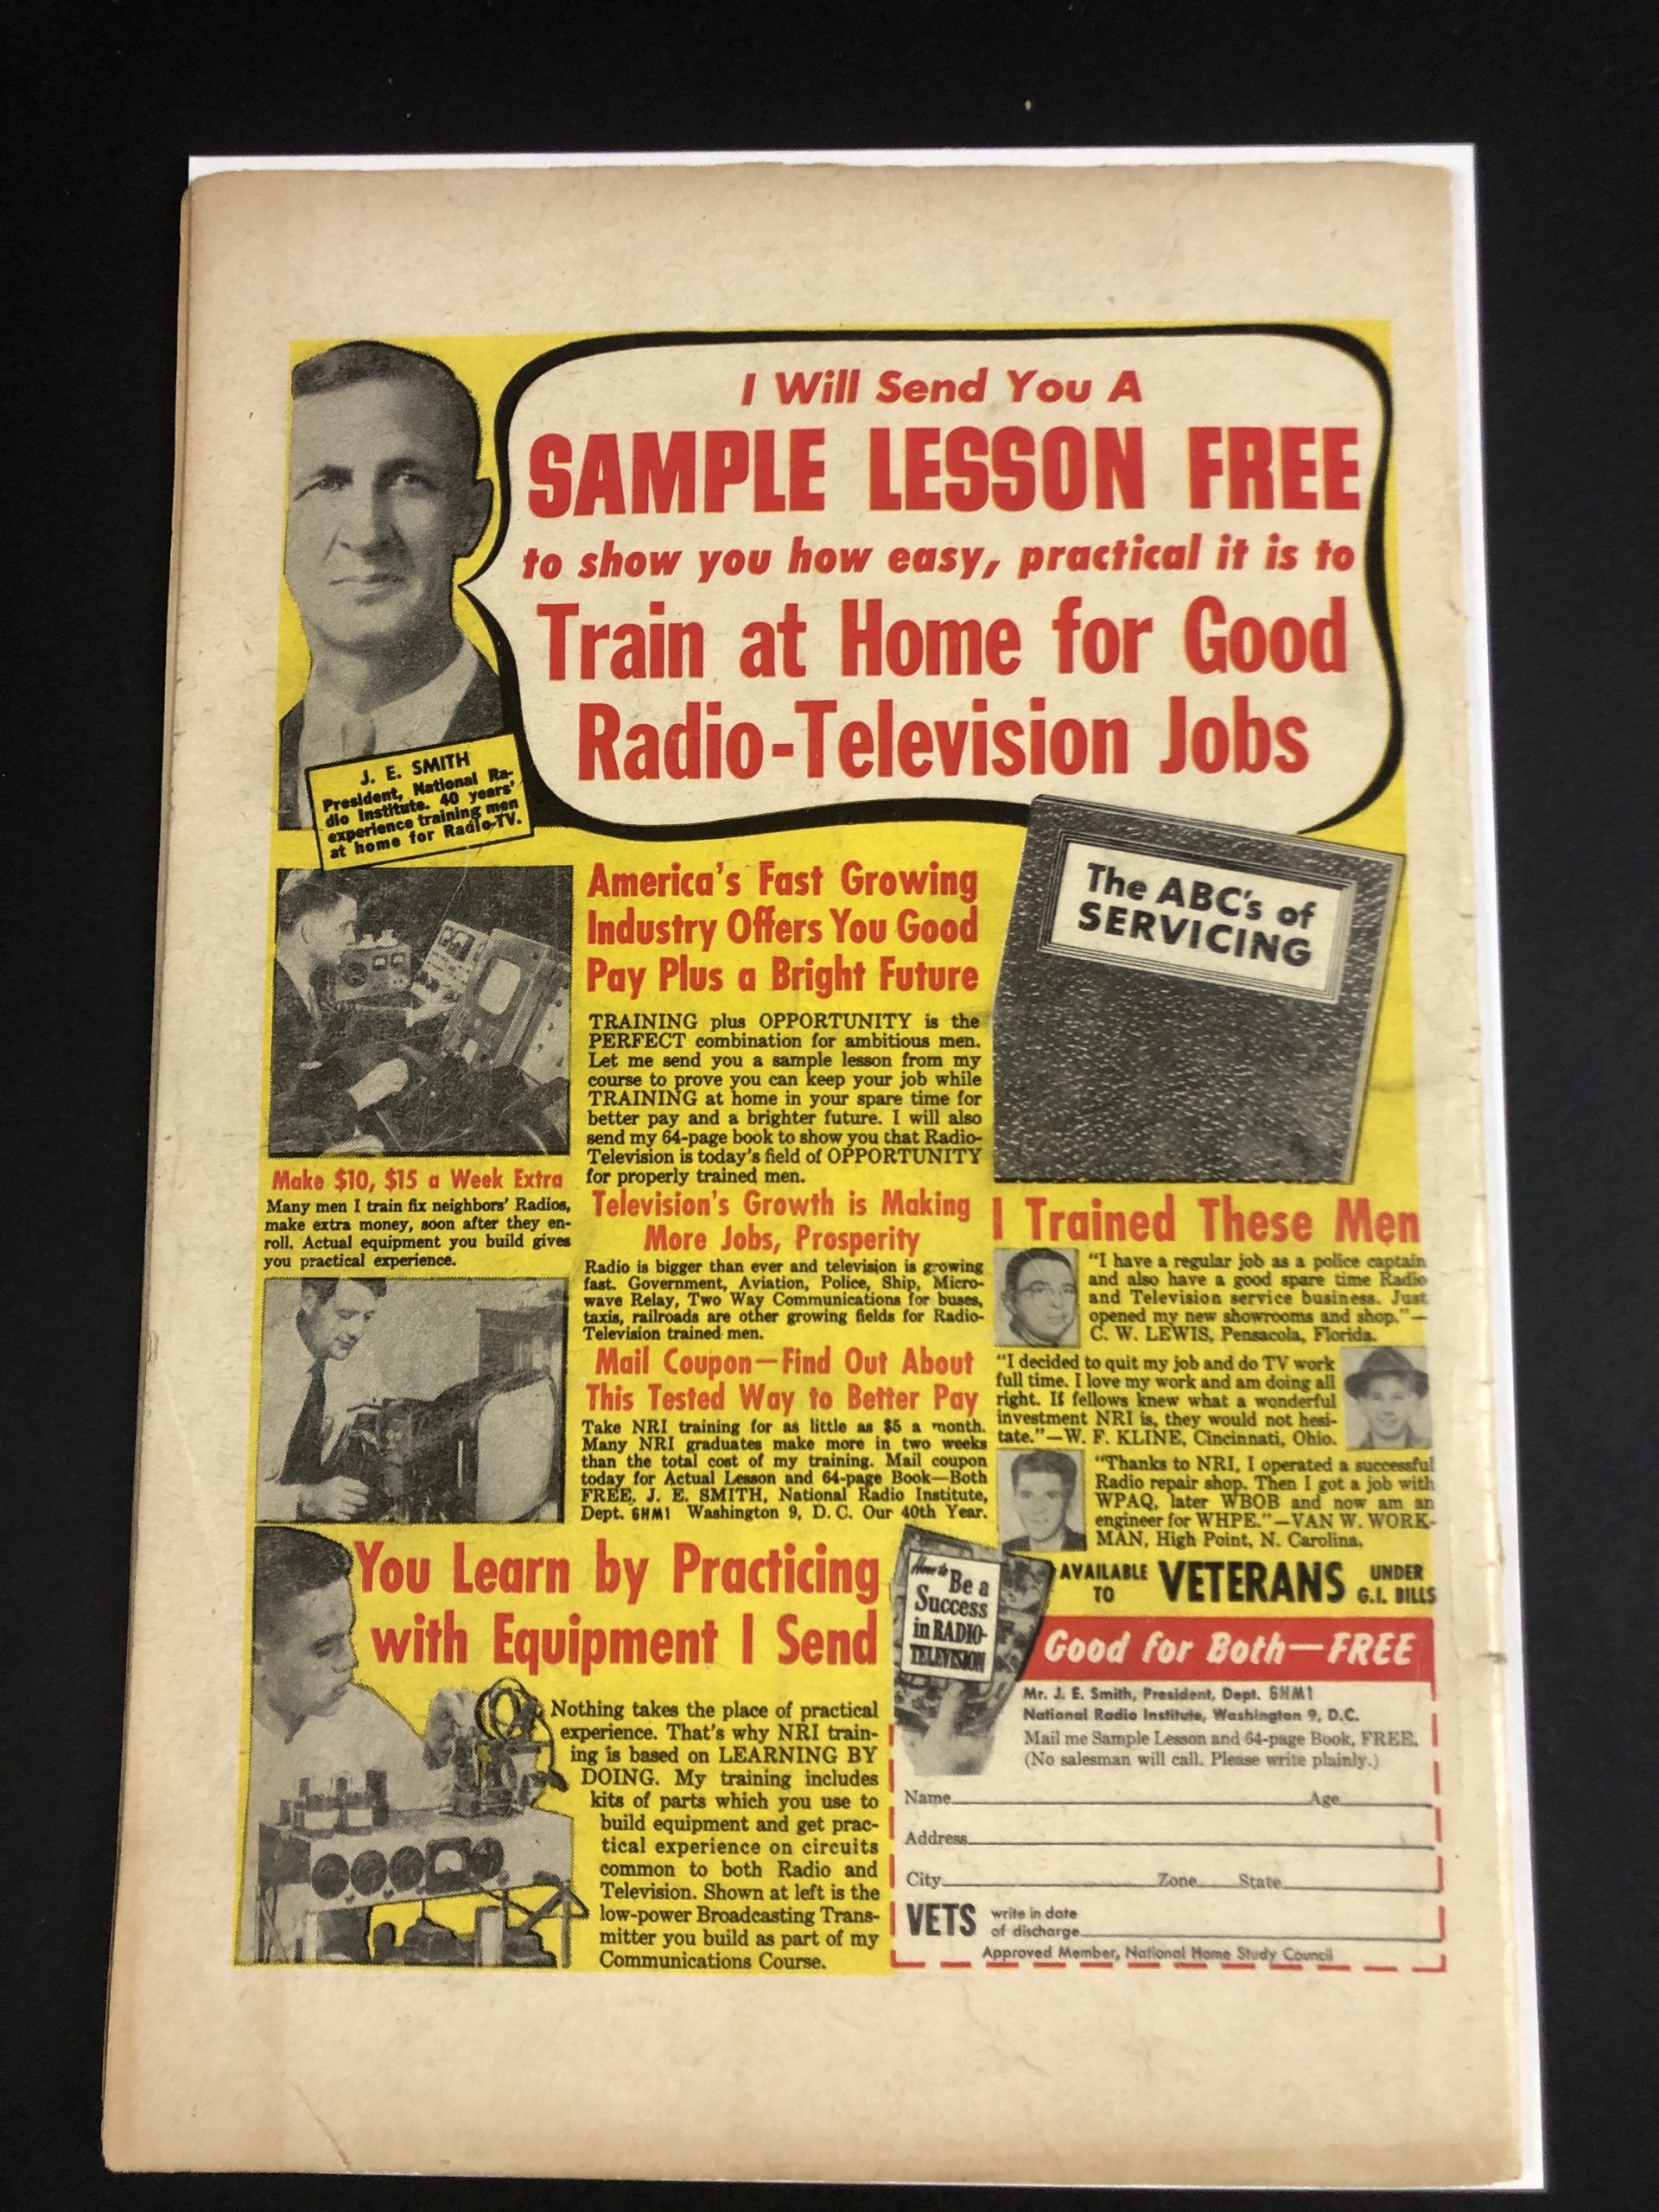 I Will Send You A
SAMPLE LESSON FREE
to show you how easy, practical it is to
Train at Home for Good
Radio-Television Jobs
J. E. SMITH
President, National Ra-
dio Institute. 40 years'
experience training men
at home for Radio-TV.
The ABC's of
SERVICING
Make $10, $15 a Week Extra
Many men I train fix neighbors' Radios,
make extra money, soon after they en-
roll. Actual equipment you build gives
you practical experience.
America's Fast Growing
Industry Offers You Good
Pay Plus a Bright Future
TRAINING plus OPPORTUNITY is the
PERFECT combination for ambitious men.
Let me send you a sample lesson from my
course to prove you can keep your job while
TRAINING at home in your spare time for
better pay and a brighter future. I will also
send my 64-page book to show you that Radio-
Television is today's field of OPPORTUNITY
for properly trained men.
Television's Growth is Making
More Jobs, Prosperity
Radio is bigger than ever and television is growing
fast. Government, Aviation, Police, Ship, Micro-
wave Relay, Two Way Communications for buses,
taxis, railroads are other growing fields for Radio-
Television trained men.
Mail Coupon—Find Out About
This Tested Way to Better Pay
Take NRI training for as little as $5 a month.
Many NRI graduates make more in two weeks
than the total cost of my training. Mail coupon
today for Actual Lesson and 64-page Book—Both
FREE. J. E. SMITH, National Radio Institute,
Dept. 6HM1 Washington 9, D. C. Our 40th Year.
I Trained These Men
"I have a regular job as a police captain
and also have a good spare time Radio
and Television service business. Just
opened my new showrooms and shop."—
C. W. LEWIS, Pensacola, Florida.
"I decided to quit my job and do TV work
full time. I love my work and am doing all
right. If fellows knew what a wonderful
investment NRI is, they would not hesi-
tate."—W. F. KLINE, Cincinnati, Ohio.
"Thanks to NRI, I operated a successful
Radio repair shop. Then I got a job with
WPAQ, later WBOB and now am an
engineer for WHPE."—VAN W. WORK-
MAN, High Point, N. Carolina.
AVAILABLE TO VETERANS UNDER G.I. BILLS
You Learn by Practicing
with Equipment I Send
Nothing takes the place of practical
experience. That's why NRI train-
ing is based on LEARNING BY
DOING. My training includes
kits of parts which you use to
build equipment and get prac-
tical experience on circuits
common to both Radio and
Television. Shown at left is the
low-power Broadcasting Trans-
mitter you build as part of my
Communications Course.
How to
Be a
Success
in RADIO-
TELEVISION
Good for Both—FREE
Mr. J. E. Smith, President, Dept. 6HM1
National Radio Institute, Washington 9, D.C.
Mail me Sample Lesson and 64-page Book, FREE.
(No salesman will call. Please write plainly.)
Name Age
Address
City Zone State
VETS write in date
of discharge
Approved Member, National Home Study Council